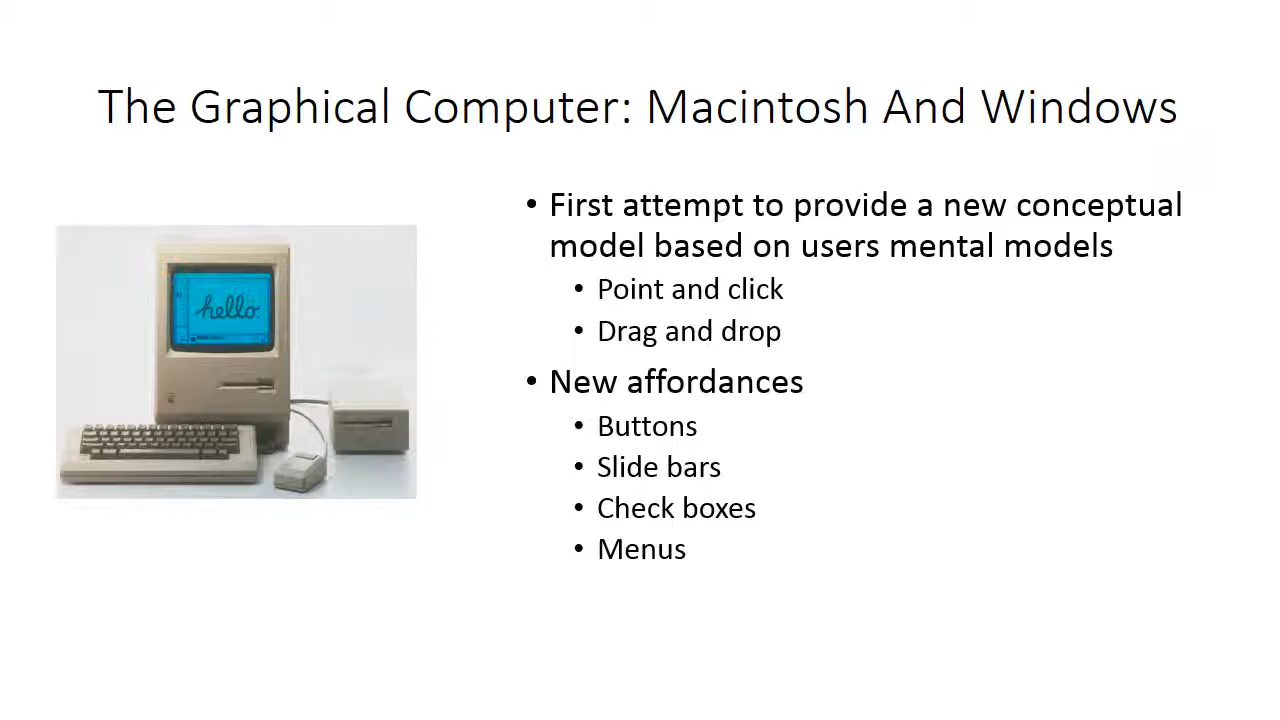 The Graphical Computer: Macintosh And Windows
• First attempt to provide a new conceptual
model based on users mental models
• Point and click
• Drag and drop
• New affordances
• Buttons
• Slide bars
• Check boxes
• Menus
hello.